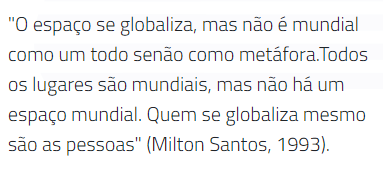 "O espaço se globaliza, mas não é mundial
como um todo senão como metáfora.Todos
os lugares são mundiais, mas não há um
espaço mundial. Quem se globaliza mesmo
são as pessoas" (Milton Santos, 1993).